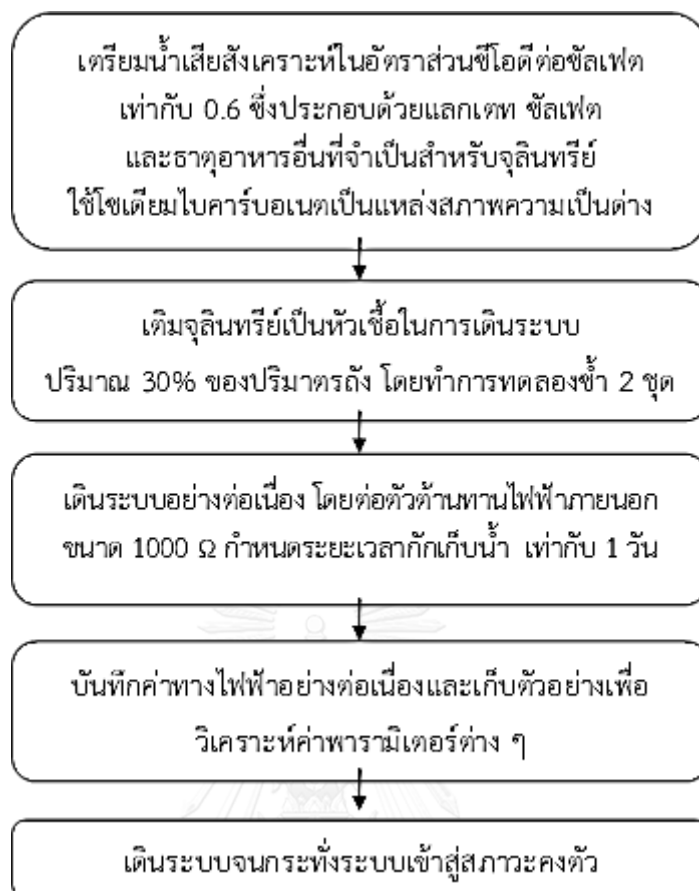 เตรียมน้ำเสียสังเคราะห์ในอัตราส่วนซีโอดีต่อซัลเฟต
เท่ากับ 0.6 ซึ่งประกอบด้วยแลกเตท ซัลเฟต
และธาตุอาหารอื่นที่จำเป็นสำหรับจุลินทรีย์
ใช้โซเดียมไบคาร์บอเนตเป็นแหล่งสภาพความเป็นด่าง
เติมจุลินทรีย์เป็นหัวเชื้อในการเดินระบบ
ปริมาณ 30% ของปริมาตรถัง โดยทำการทดลองซ้ำ 2 ชุด
เดินระบบอย่างต่อเนื่อง โดยต่อตัวต้านทานไฟฟ้าภายนอก
ขนาด 1000 Ω กำหนดระยะเวลากักเก็บน้ำ เท่ากับ 1 วัน
บันทึกค่าทางไฟฟ้าอย่างต่อเนื่องและเก็บตัวอย่างเพื่อ
วิเคราะห์ค่าพารามิเตอร์ต่าง ๆ
เดินระบบจนกระทั่งระบบเข้าสู่สภาวะคงตัว